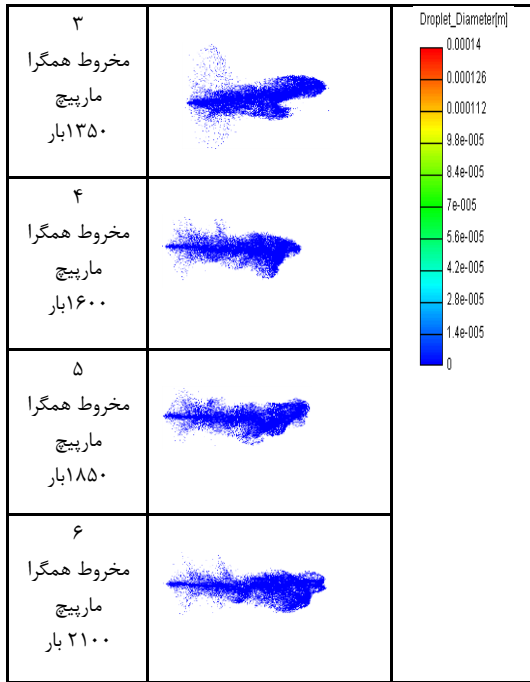 ۳
مخروط همگرا
مارپیچ
۱۳۵۰بار
۴
مخروط همگرا
مارپیچ
۱۶۰۰بار
۵
مخروط همگرا
مارپیچ
۱۸۵۰بار
۶
مخروط همگرا
مارپیچ
۲۱۰۰ بار
Droplet_Diameter[m]
0.00014
0.000126
0.000112
9.8e-005
8.4e-005
7e-005
5.6e-005
4.2e-005
2.8e-005
1.4e-005
0